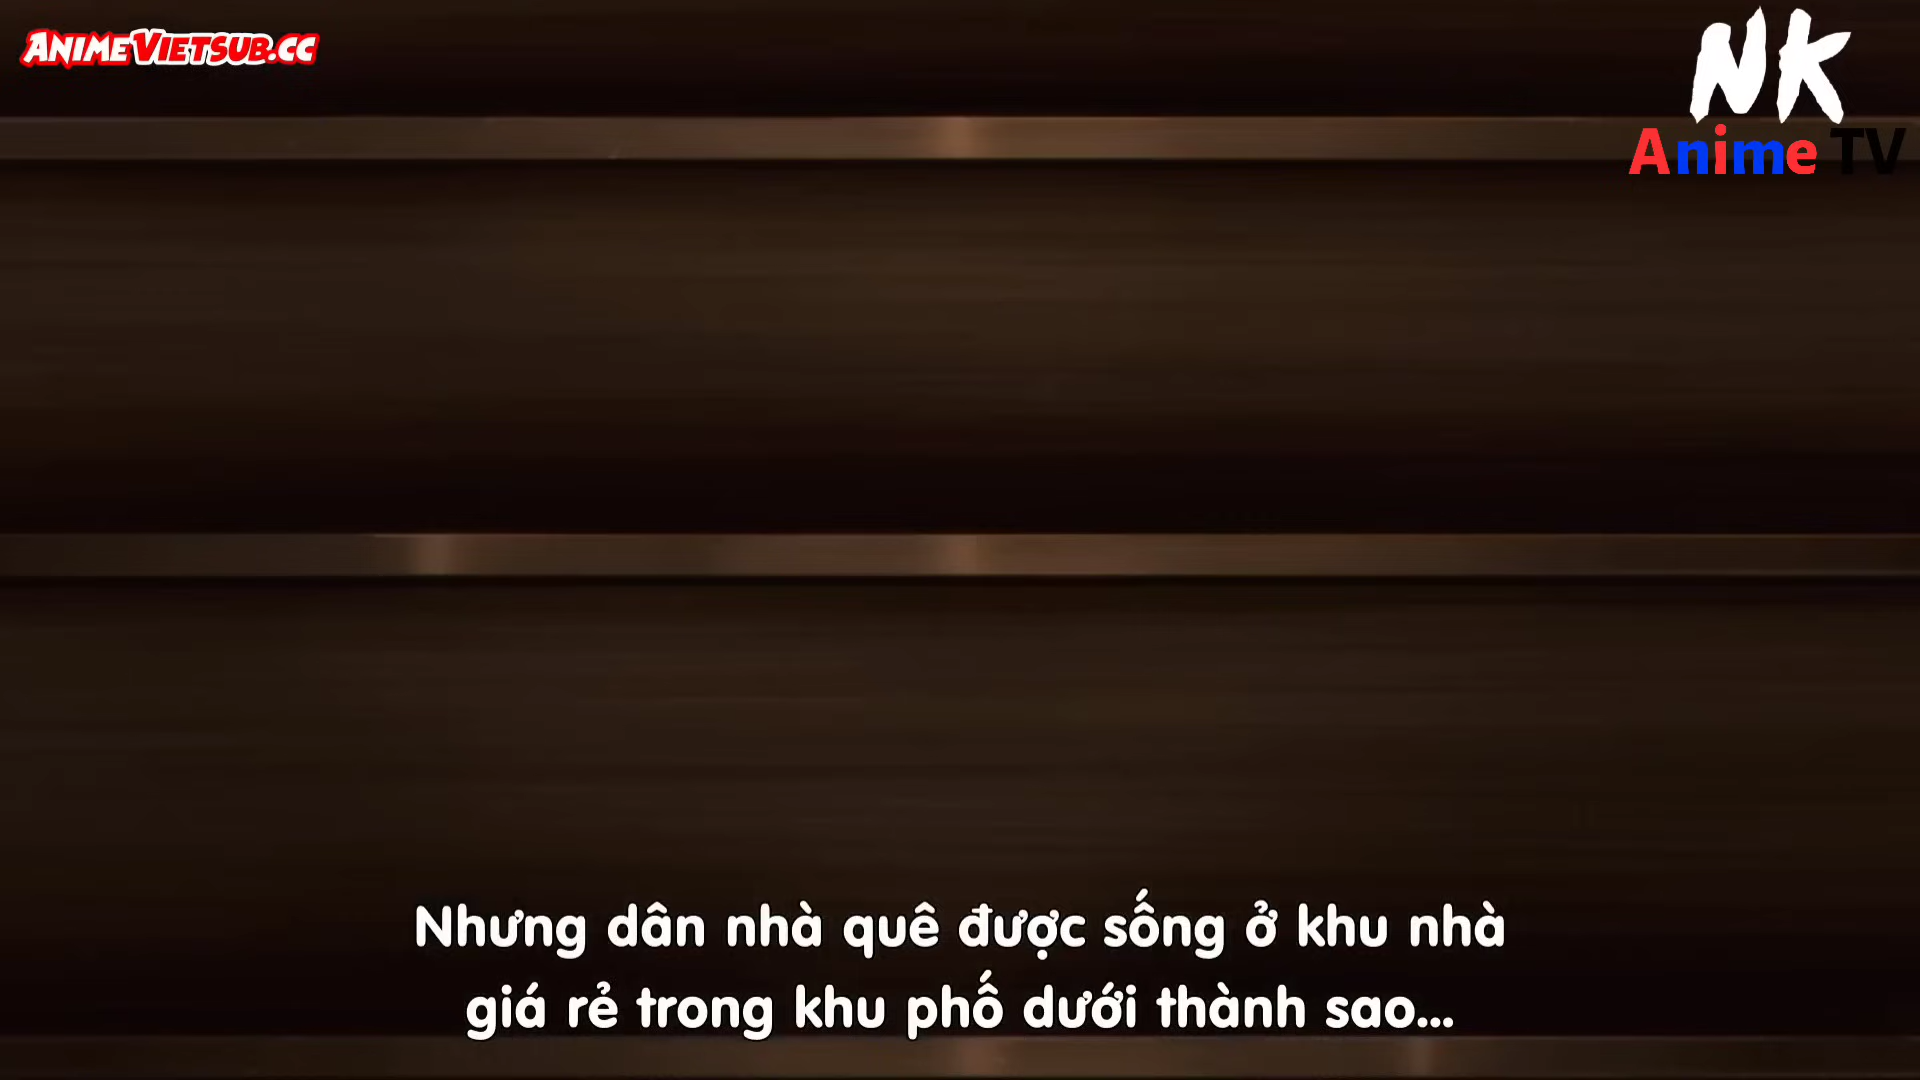 ANIMEVIETSUB.CC
NK
Anime TV
Nhưng dân nhà quê được sống ở khu nhà
giá rẻ trong khu phố dưới thành sao...